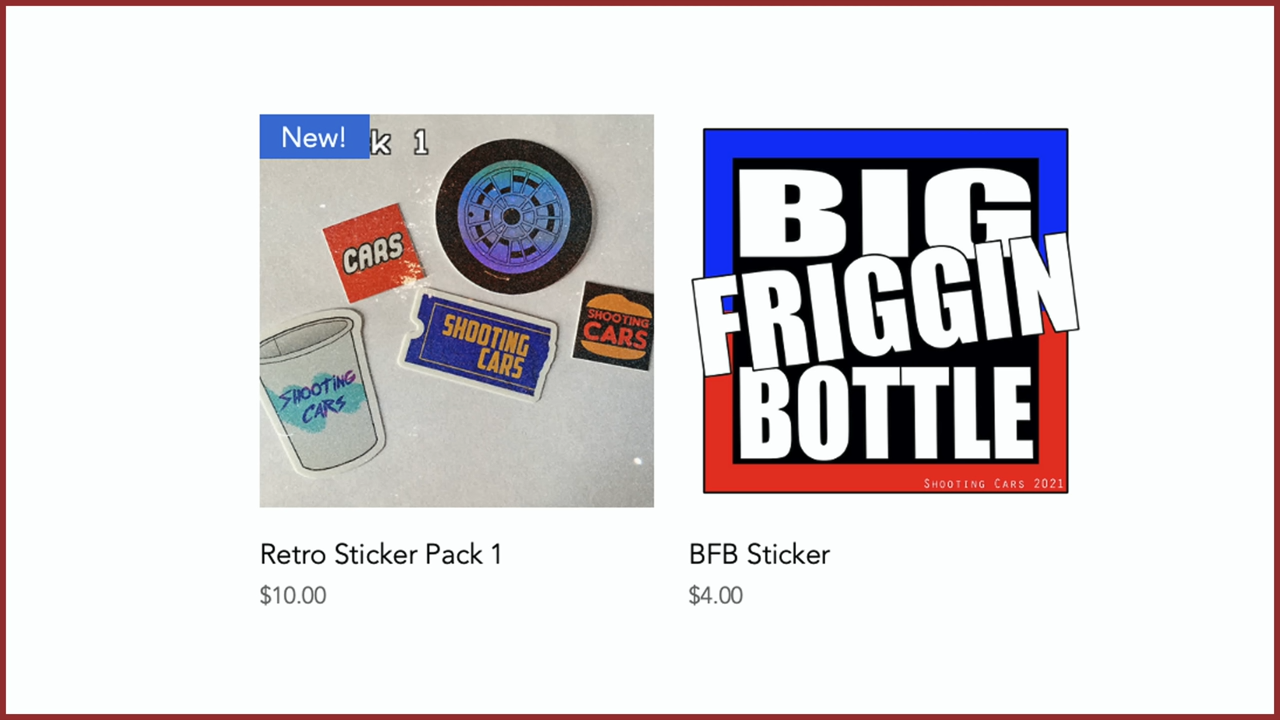 New!
k 1
CARS
SHOOTING
CARS
SHOOTING
CARS
SHOOTING
CARS
BIG
FRIGGIN
BOTTLE
Shooting Cars 2021
Retro Sticker Pack 1
BFB Sticker
$10.00
$4.00